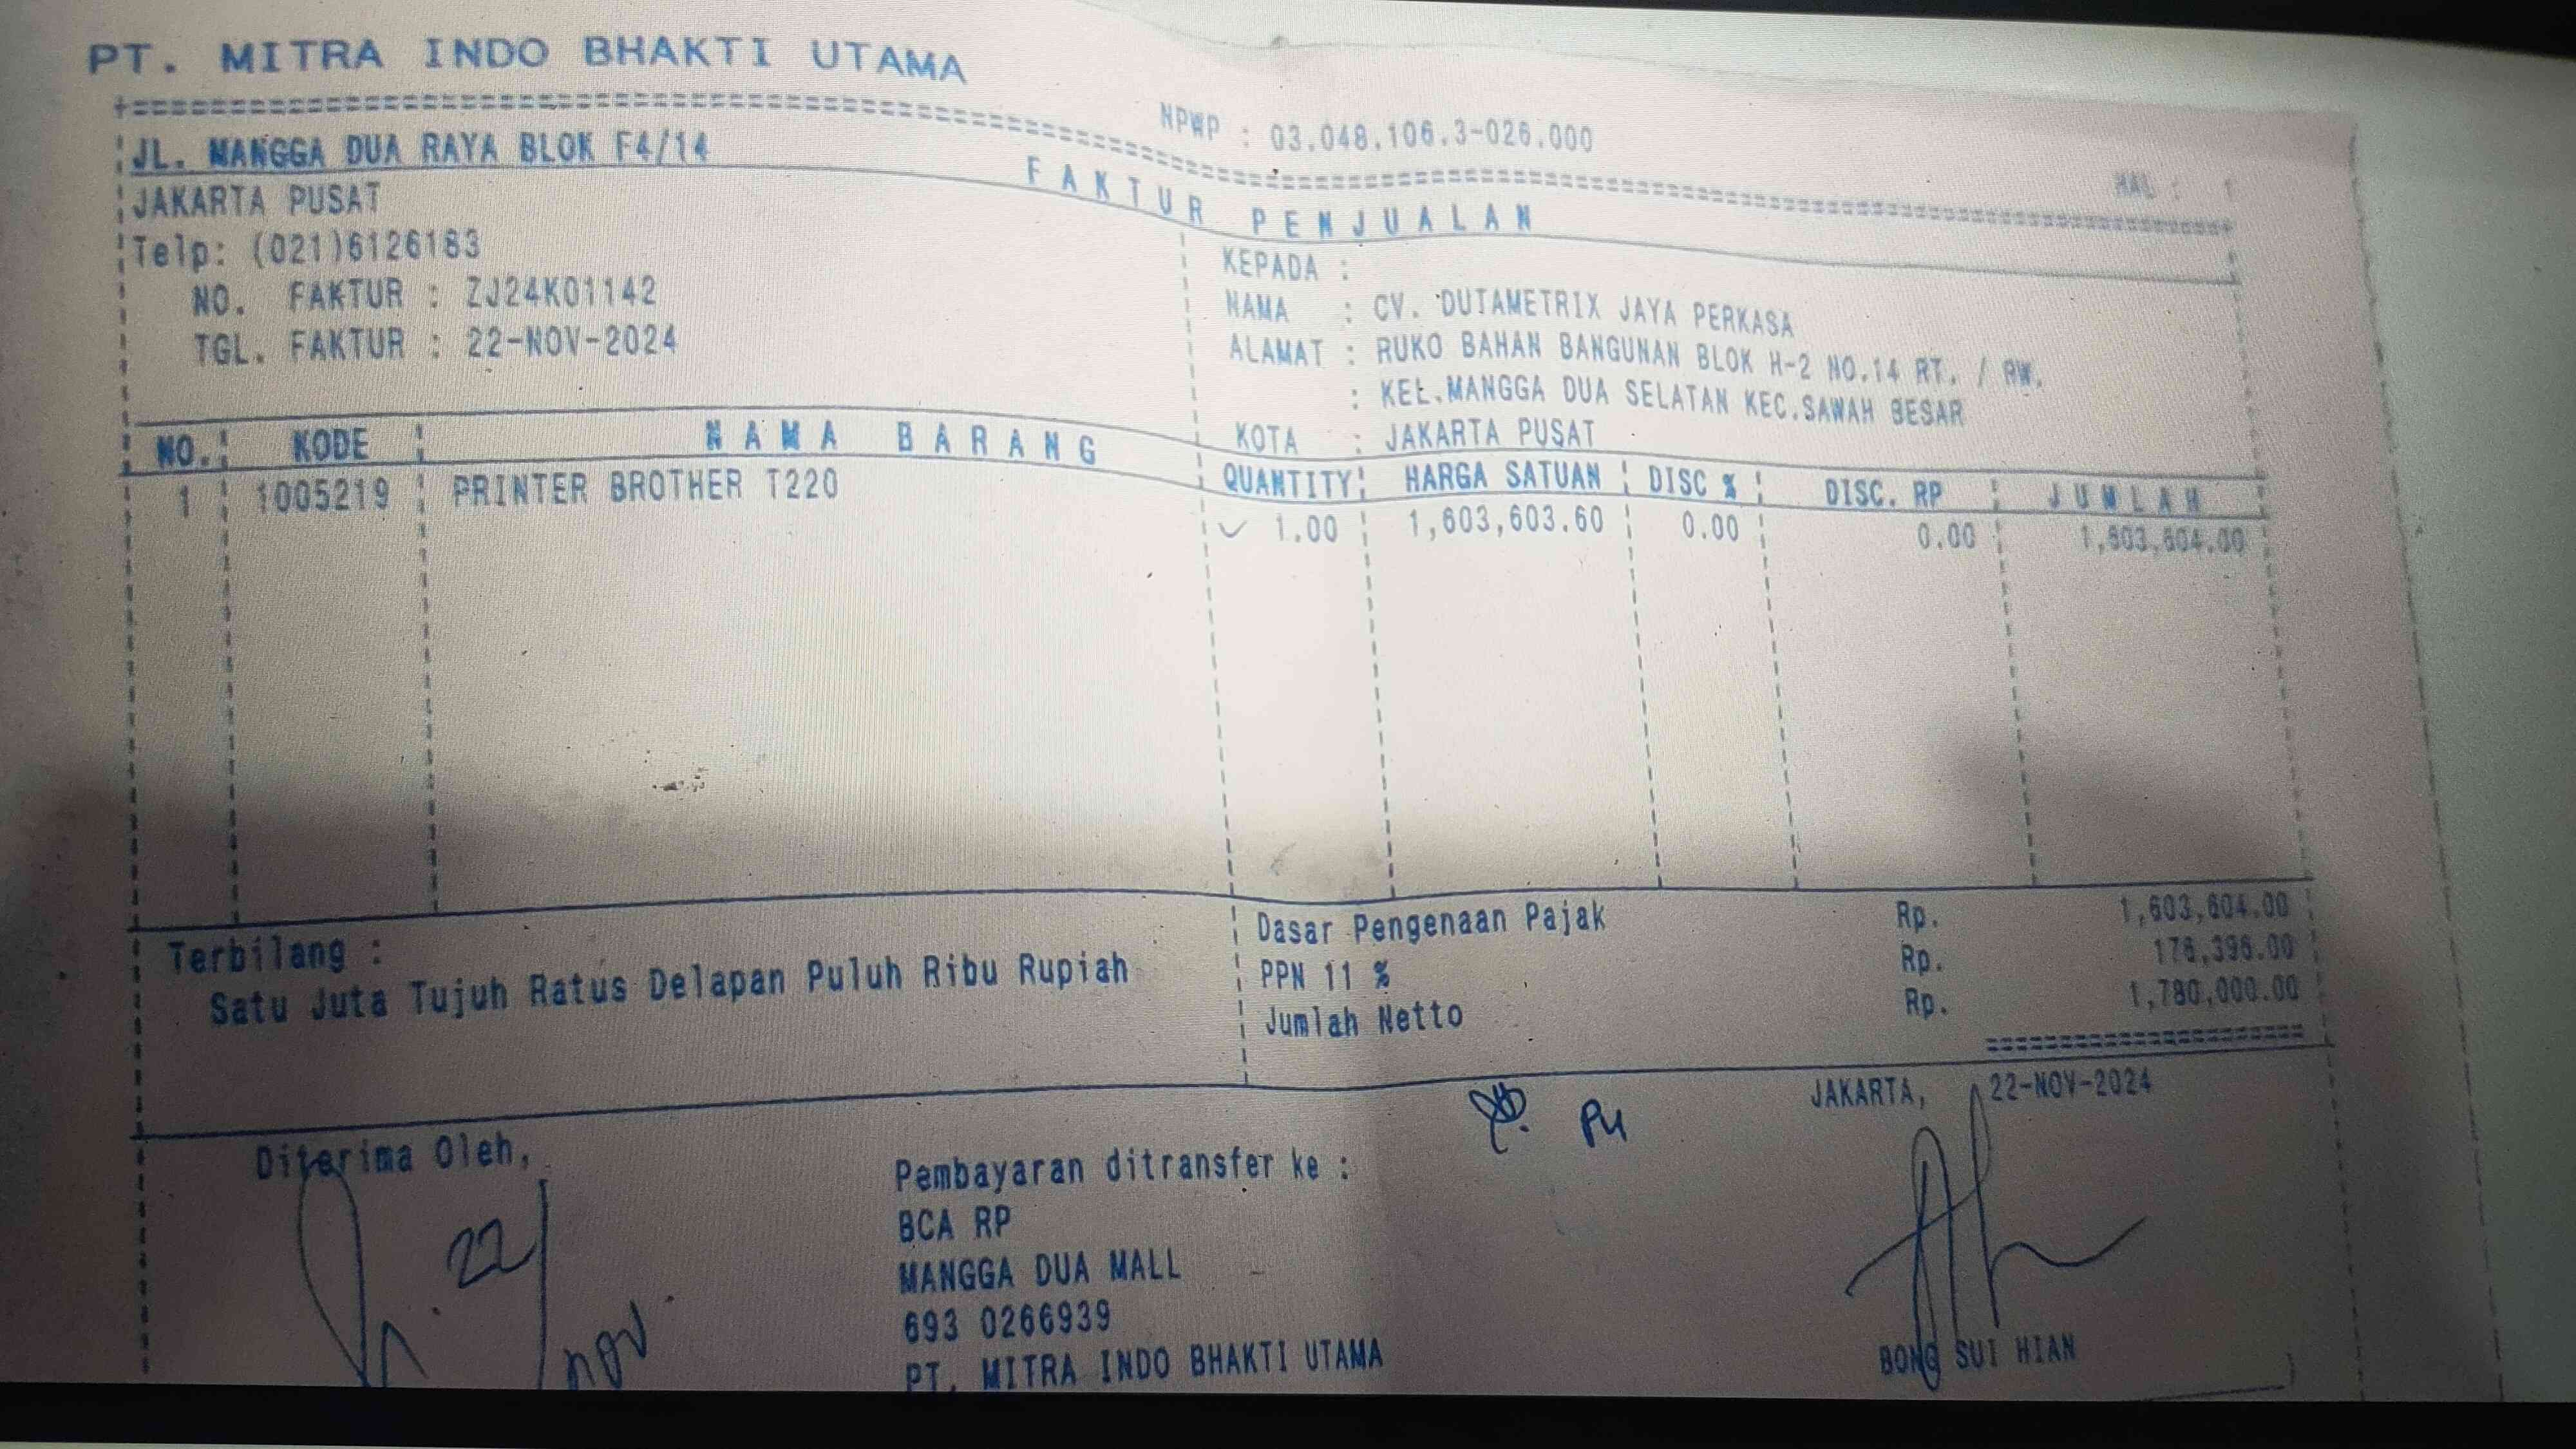 PT. MITRA INDO BHAKTI UTAMA
NPWP : 03.048.106.3-026.000
HAL : 1
JL. MANGGA DUA RAYA BLOK F4/14
JAKARTA PUSAT
Telp: (021)6126183
NO. FAKTUR : ZJ24K01142
TGL. FAKTUR : 22-NOV-2024
FAKTUR PENJUALAN
KEPADA :
NAMA : CV. DUTAMETRIX JAYA PERKASA
ALAMAT : RUKO BAHAN BANGUNAN BLOK H-2 NO.14 RT. / RW.
: KEL.MANGGA DUA SELATAN KEC.SAWAH BESAR
KOTA : JAKARTA PUSAT
NO. KODE NAMA BARANG QUANTITY HARGA SATUAN DISC % DISC. RP JUMLAH
1 1005219 PRINTER BROTHER T220 1.00 1,603,603.60 0.00 0.00 1,603,604.00
Terbilang :
Satu Juta Tujuh Ratus Delapan Puluh Ribu Rupiah
Dasar Pengenaan Pajak Rp. 1,603,604.00
PPN 11 % Rp. 176,396.00
Jumlah Netto Rp. 1,780,000.00
JAKARTA, 22-NOV-2024
Diterima Oleh,
22/
nov
Pembayaran ditransfer ke :
BCA RP
MANGGA DUA MALL
693 0266939
PT. MITRA INDO BHAKTI UTAMA
BONG SUI HIAN